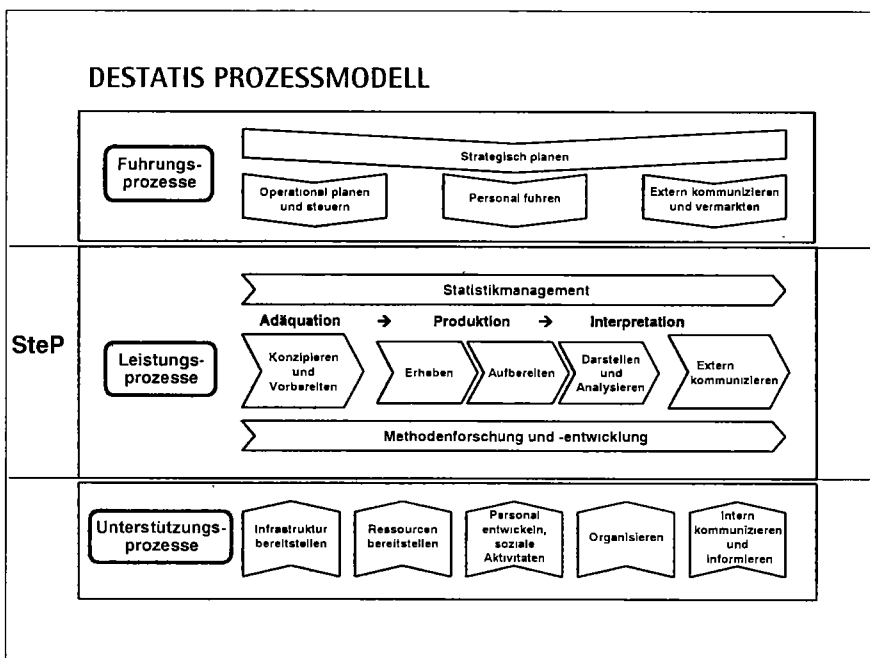 DESTATIS PROZESSMODELL
Fuhrungs-
prozesse
Strategisch planen
Operational planen
und steuern
Personal fuhren
Extern kommunizieren
und vermarkten
SteP
Leistungs-
prozesse
Statistikmanagement
Adäquation → Produktion → Interpretation
Konzipieren
und
Vorbereiten
Erheben
Aufbereiten
Darstellen
und
Analysieren
Extern
kommunizieren
Methodenforschung und -entwicklung
Unterstützungs-
prozesse
Infrastruktur
bereitstellen
Ressourcen
bereitstellen
Personal
entwickeln,
soziale
Aktivitaten
Organisieren
Intern
kommunizieren
und
informieren